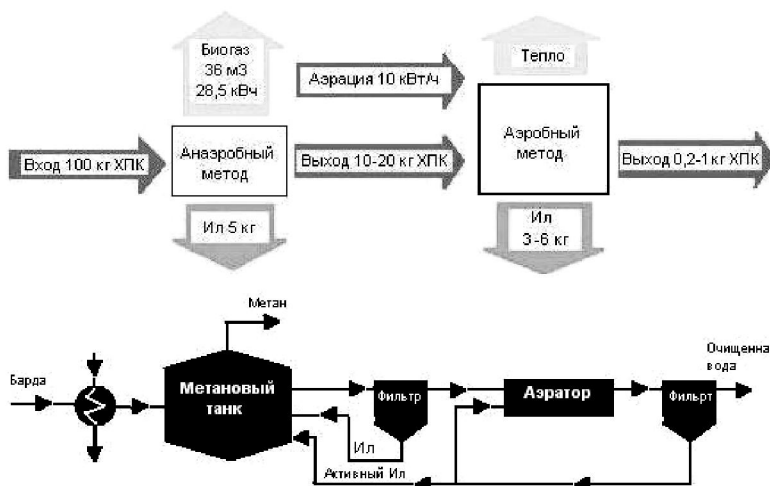 Биогаз
36 м3
28,5 кВч
Тепло
Аэрация 10 кВт/ч
Вход 100 кг ХПК
Анаэробный
метод
Выход 10-20 кг ХПК
Аэробный
метод
Выход 0,2-1 кг ХПК
Ил 5 кг
Ил
3-6 кг
Метан
Очищенна
вода
Барда
Метановый
танк
Фильтр
Аэратор
Фильрт
Ил
Активный Ил